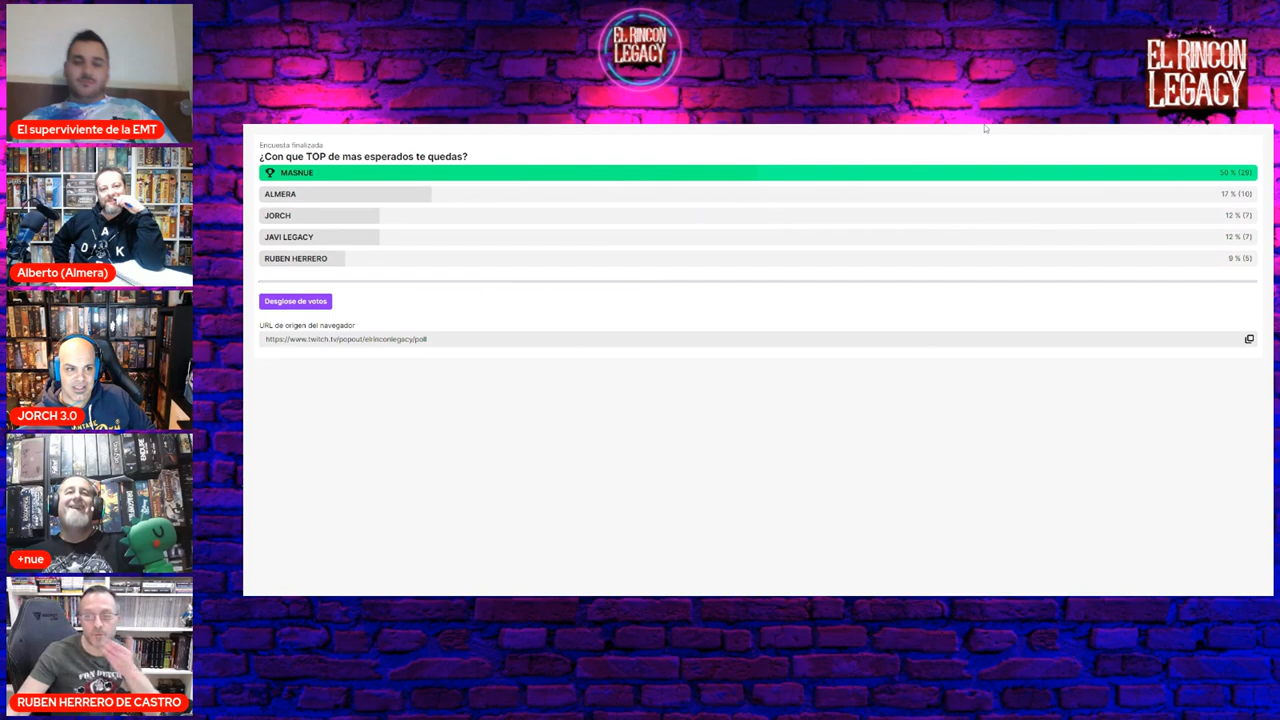 EL RINCON
LEGACY
EL RINCON
LEGACY
El superviviente de la EMT
Alberto (Almera)
JORCH 3.0
+nue
RUBEN HERRERO DE CASTRO
Encuesta finalizada
¿Con que TOP de mas esperados te quedas?
MASNUE 50 % (29)
ALMERA 17 % (10)
JORCH 12 % (7)
JAVI LEGACY 12 % (7)
RUBEN HERRERO 9 % (5)
Desglose de votos
URL de origen del navegador
https://www.twitch.tv/popout/elrinconlegacy/poll